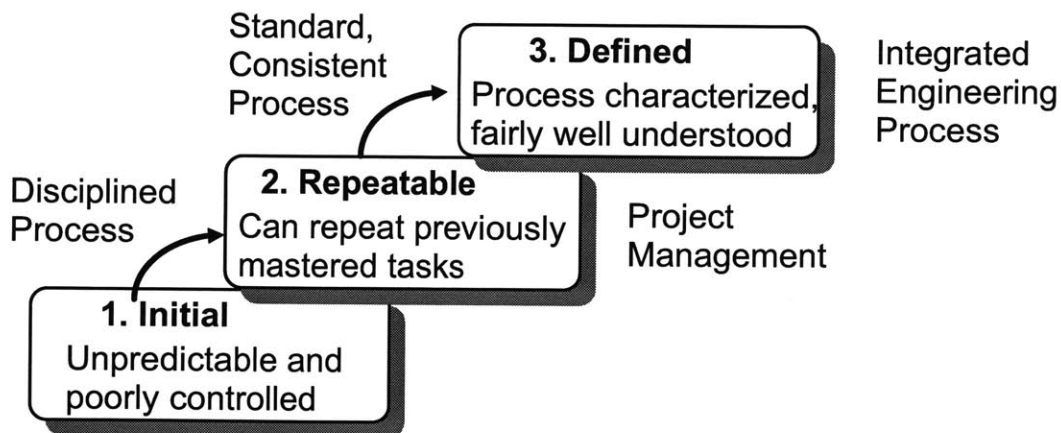 Standard,
Consistent
Process
3. Defined
Process characterized,
fairly well understood
Integrated
Engineering
Process
Disciplined
Process
2. Repeatable
Can repeat previously
mastered tasks
Project
Management
1. Initial
Unpredictable and
poorly controlled